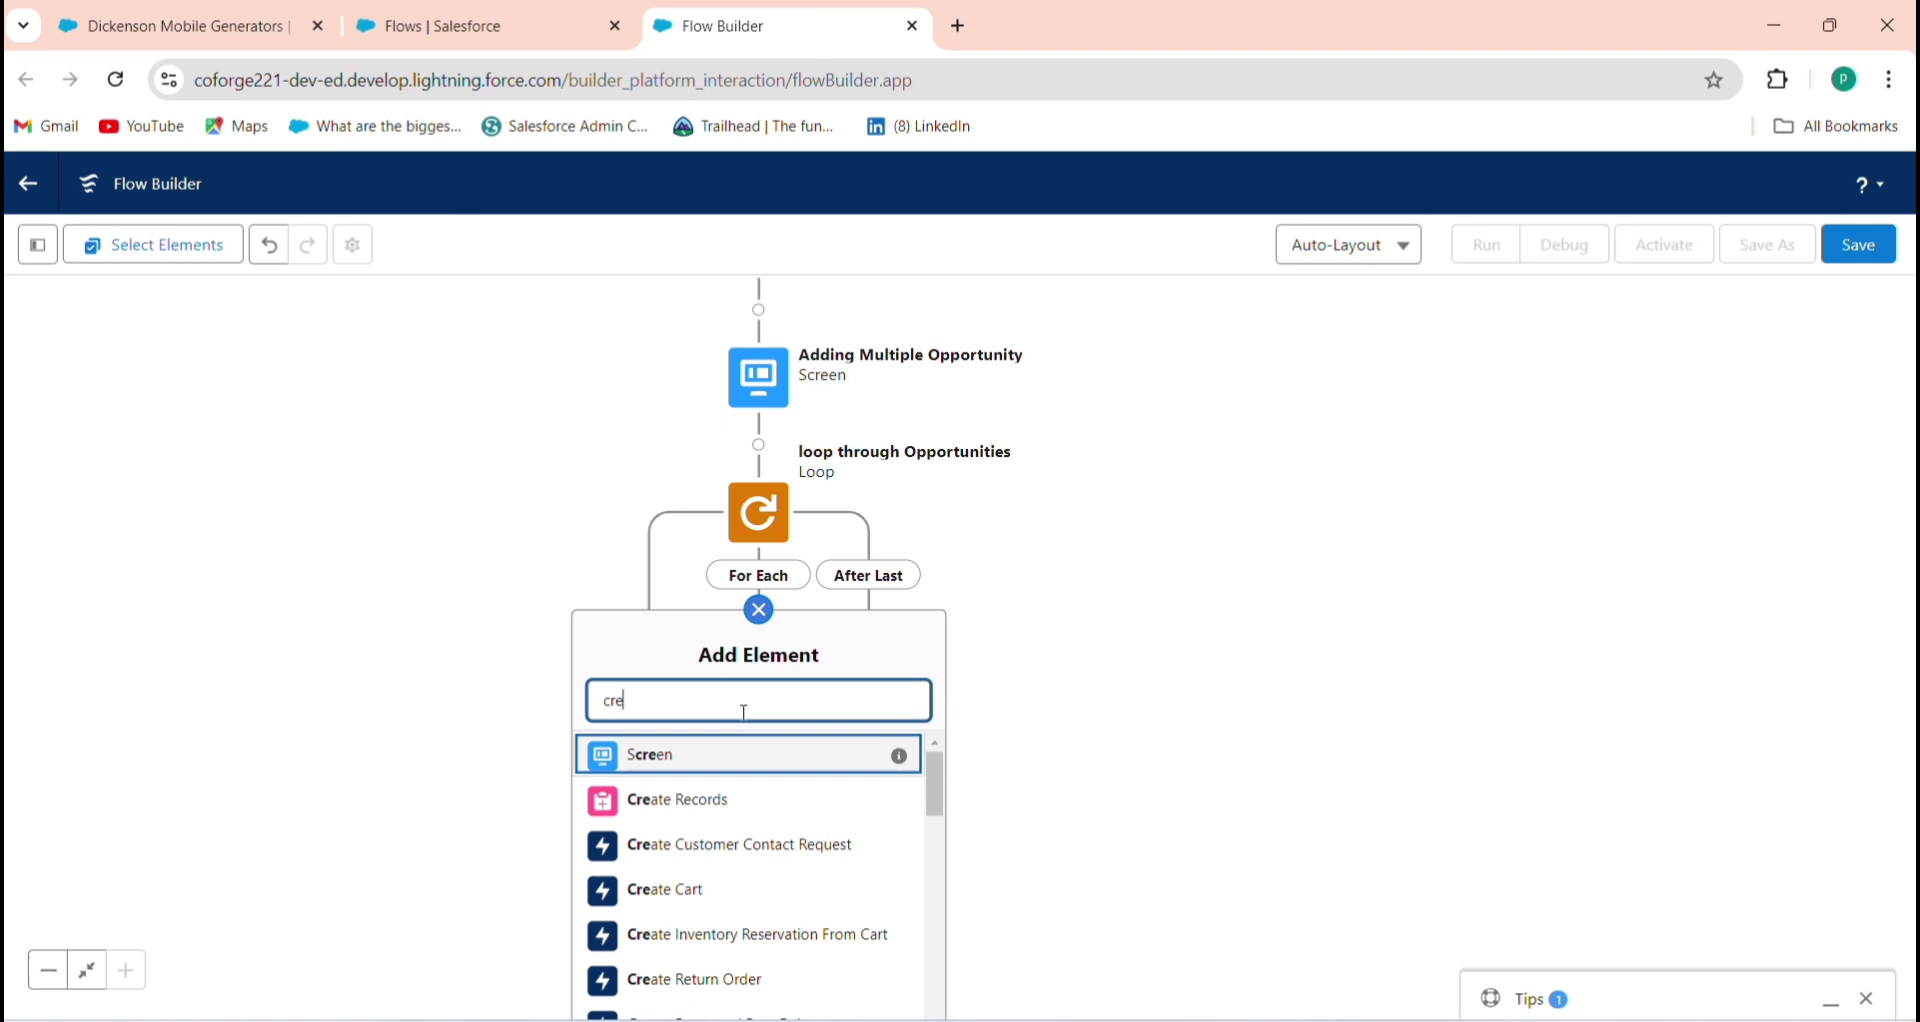 Dickenson Mobile Generators |
Flows | Salesforce
Flow Builder
coforge221-dev-ed.develop.lightning.force.com/builder_platform_interaction/flowBuilder.app
P
Gmail
YouTube
Maps
What are the bigges...
Salesforce Admin C...
Trailhead | The fun...
(8) LinkedIn
All Bookmarks
Flow Builder
?
Select Elements
Auto-Layout
Run
Debug
Activate
Save As
Save
Adding Multiple Opportunity
Screen
loop through Opportunities
Loop
For Each
After Last
Add Element
cre
Screen
Create Records
Create Customer Contact Request
Create Cart
Create Inventory Reservation From Cart
Create Return Order
Tips 1